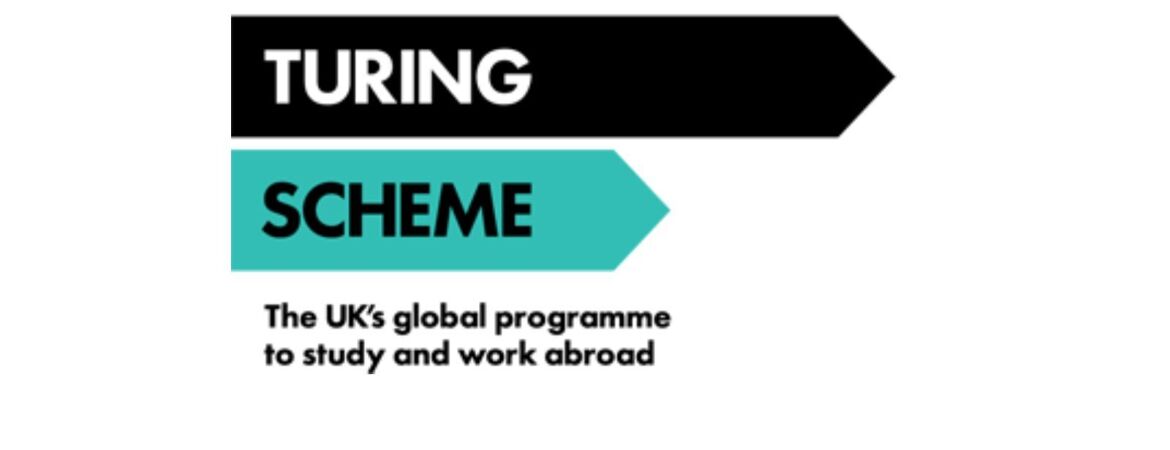 TURING
SCHEME
The UK’s global programme
to study and work abroad